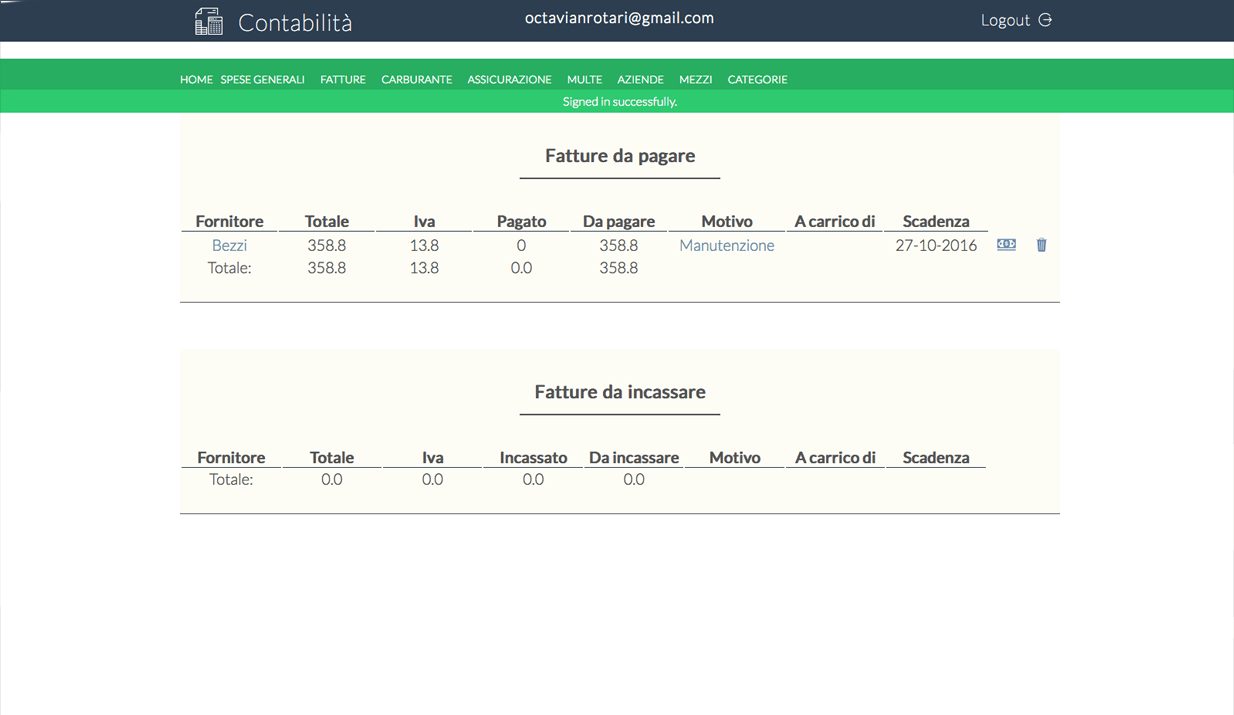 Contabilità octavianrotari@gmail.com Logout
HOME SPESE GENERALI FATTURE CARBURANTE ASSICURAZIONE MULTE AZIENDE MEZZI CATEGORIE
Signed in successfully.
Fatture da pagare
Fornitore Totale Iva Pagato Da pagare Motivo A carico di Scadenza
Bezzi 358.8 13.8 0 358.8 Manutenzione 27-10-2016
Totale: 358.8 13.8 0.0 358.8
Fatture da incassare
Fornitore Totale Iva Incassato Da incassare Motivo A carico di Scadenza
Totale: 0.0 0.0 0.0 0.0